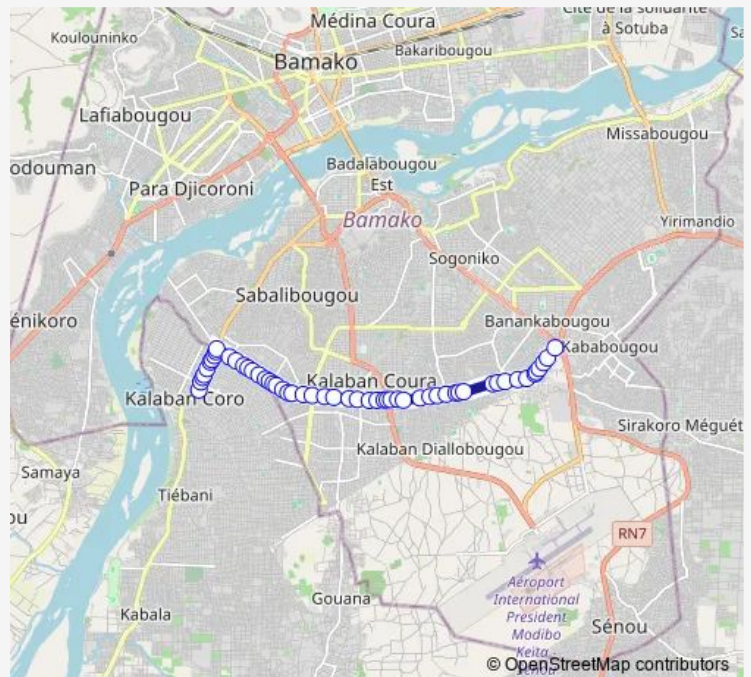 Cité de la solidarité
à Sotuba
Médina Coura
Koulouninko
Bakaribougou
Bamako
Lafiabougou
Missabougou
Badalabougou
Est
odouman
Para Djicoroni
Bamako
Yirimandio
Sogoniko
Sabalibougou
énikoro
Banankabougou
Kababougou
Kalaban Coura
Kalaban Coro
Sirakoro Méguét
Kalaban Diallobougou
Samaya
Tiébani
ou
RN7
Aéroport
International
Président
Modibo
Keita -
Sénou
Gouana
Kabala
Sénou
© OpenStreetMap contributors